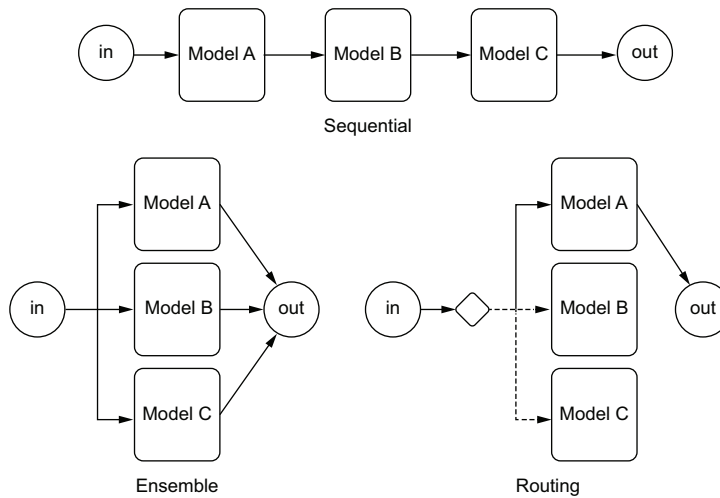 in
Model A
Model B
Model C
out
Sequential
Model A
in
Model B
out
Model C
Ensemble
Model A
in
Model B
out
Model C
Routing